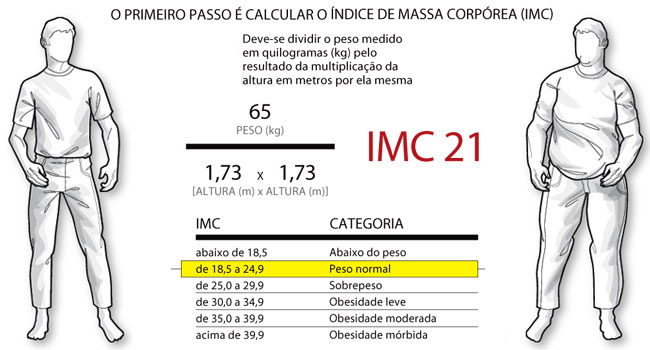 O PRIMEIRO PASSO É CALCULAR O ÍNDICE DE MASSA CORPÓREA (IMC)
Deve-se dividir o peso medido
em quilogramas (kg) pelo
resultado da multiplicação da
altura em metros por ela mesma
65
PESO (kg)
1,73 x 1,73
[ALTURA (m) x ALTURA (m)]
IMC 21
IMC CATEGORIA
abaixo de 18,5 Abaixo do peso
de 18,5 a 24,9 Peso normal
de 25,0 a 29,9 Sobrepeso
de 30,0 a 34,9 Obesidade leve
de 35,0 a 39,9 Obesidade moderada
acima de 39,9 Obesidade mórbida